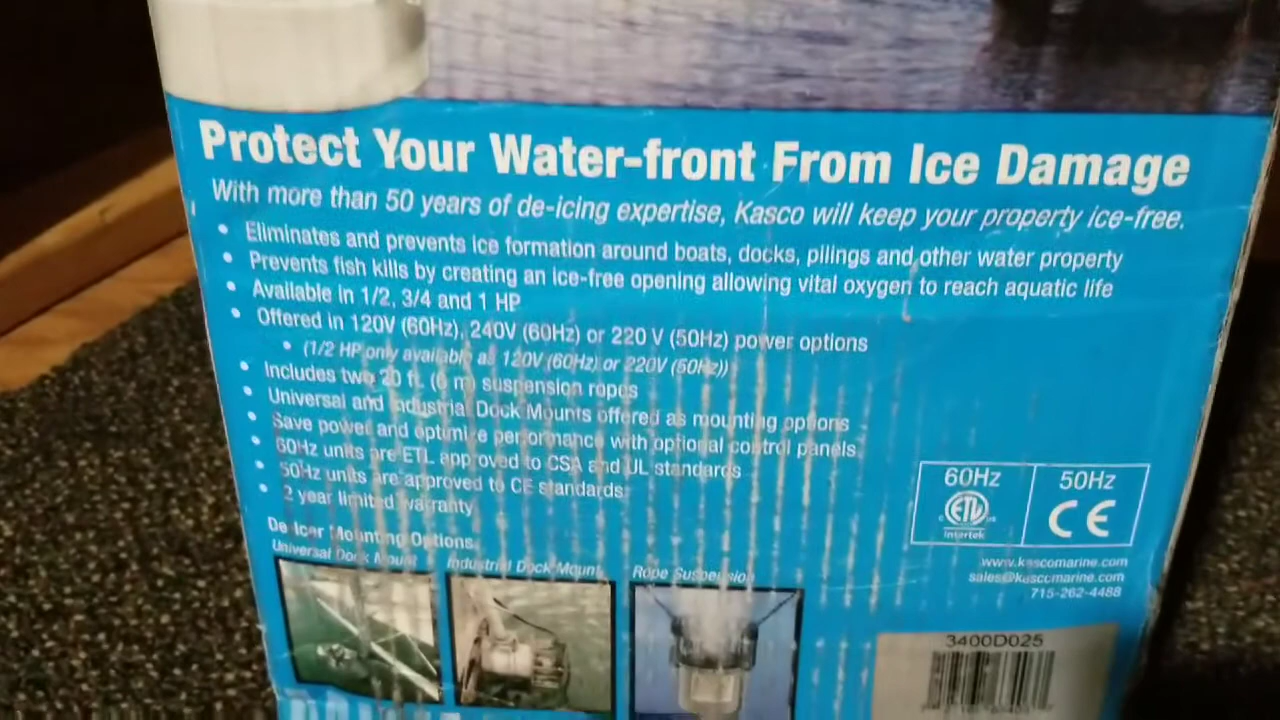 Protect Your Water-front From Ice Damage
With more than 50 years of de-icing expertise, Kasco will keep your property ice-free.
• Eliminates and prevents ice formation around boats, docks, pilings and other water property
• Prevents fish kills by creating an ice-free opening allowing vital oxygen to reach aquatic life
• Available in 1/2, 3/4 and 1 HP
• Offered in 120V (60Hz), 240V (60Hz) or 220 V (50Hz) power options
• (1/2 HP only available as 120V (60Hz) or 220V (50Hz))
• Includes two 20 ft. (6 m) suspension ropes
• Universal and Industrial Dock Mounts offered as mounting options
• Save power and optimize performance with optional control panels
• 60Hz units are ETL approved to CSA and UL standards
• 50Hz units are approved to CE standards
• 2 year limited warranty
De-Icer Mounting Options
Universal Dock Mount Industrial Dock Mount Rope Suspension
60Hz 50Hz
ETL CE
Intertek
www.kascomarine.com
sales@kascomarine.com
715-262-4488
3400D025